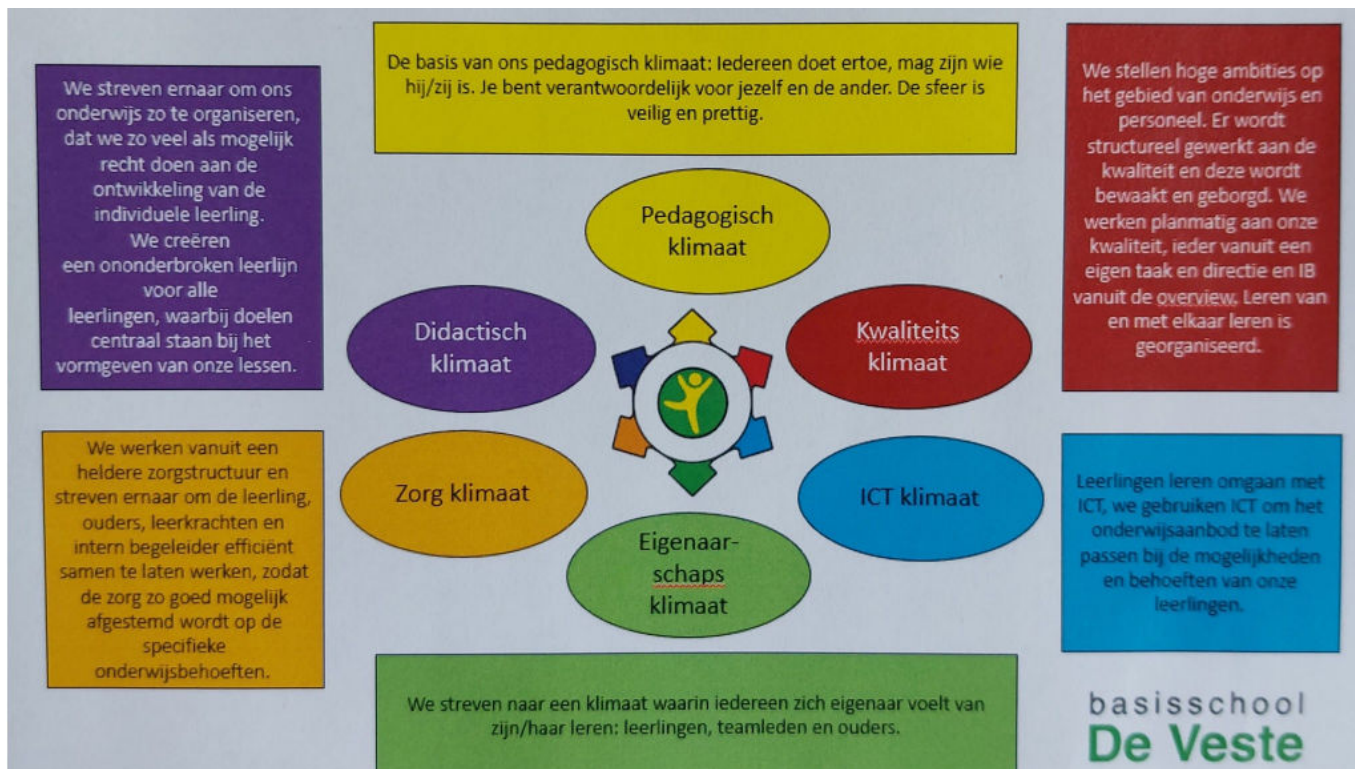 De basis van ons pedagogisch klimaat: Iedereen doet ertoe, mag zijn wie
hij/zij is. Je bent verantwoordelijk voor jezelf en de ander. De sfeer is
veilig en prettig.
We streven ernaar om ons
onderwijs zo te organiseren,
dat we zo veel als mogelijk
recht doen aan de
ontwikkeling van de
individuele leerling.
We creëren
een ononderbroken leerlijn
voor alle
leerlingen, waarbij doelen
centraal staan bij het
vormgeven van onze lessen.
We stellen hoge ambities op
het gebied van onderwijs en
personeel. Er wordt
structureel gewerkt aan de
kwaliteit en deze wordt
bewaakt en geborgd. We
werken planmatig aan onze
kwaliteit, ieder vanuit een
eigen taak en directie en IB
vanuit de overview. Leren van
en met elkaar leren is
georganiseerd.
Pedagogisch
klimaat
Didactisch
klimaat
Kwaliteits
klimaat
Zorg klimaat
ICT klimaat
Eigenaar-
schaps
klimaat
We werken vanuit een
heldere zorgstructuur en
streven ernaar om de leerling,
ouders, leerkrachten en
intern begeleider efficiënt
samen te laten werken, zodat
de zorg zo goed mogelijk
afgestemd wordt op de
specifieke
onderwijsbehoeften.
Leerlingen leren omgaan met
ICT, we gebruiken ICT om het
onderwijsaanbod te laten
passen bij de mogelijkheden
en behoeften van onze
leerlingen.
We streven naar een klimaat waarin iedereen zich eigenaar voelt van
zijn/haar leren: leerlingen, teamleden en ouders.
basisschool
De Veste